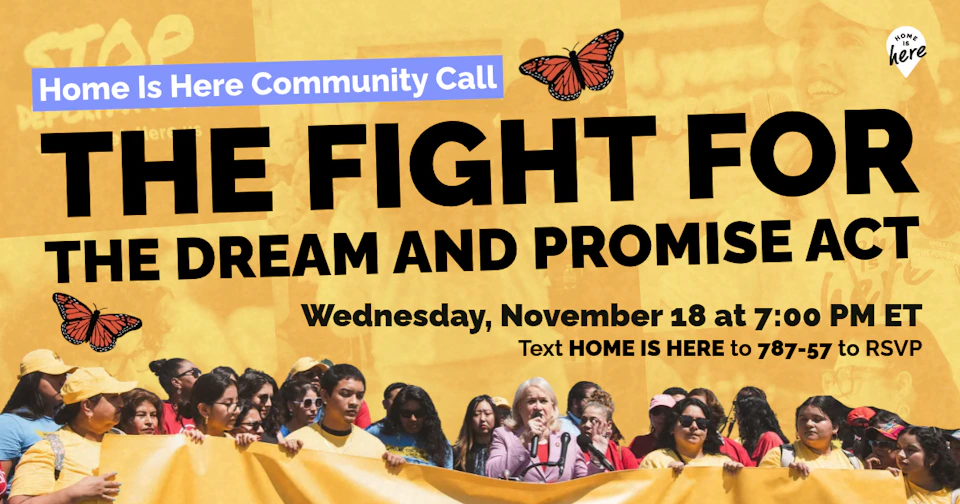 STOP
HOME
IS
here
Home Is Here Community Call
THE FIGHT FOR
THE DREAM AND PROMISE ACT
Wednesday, November 18 at 7:00 PM ET
Text HOME IS HERE to 787-57 to RSVP